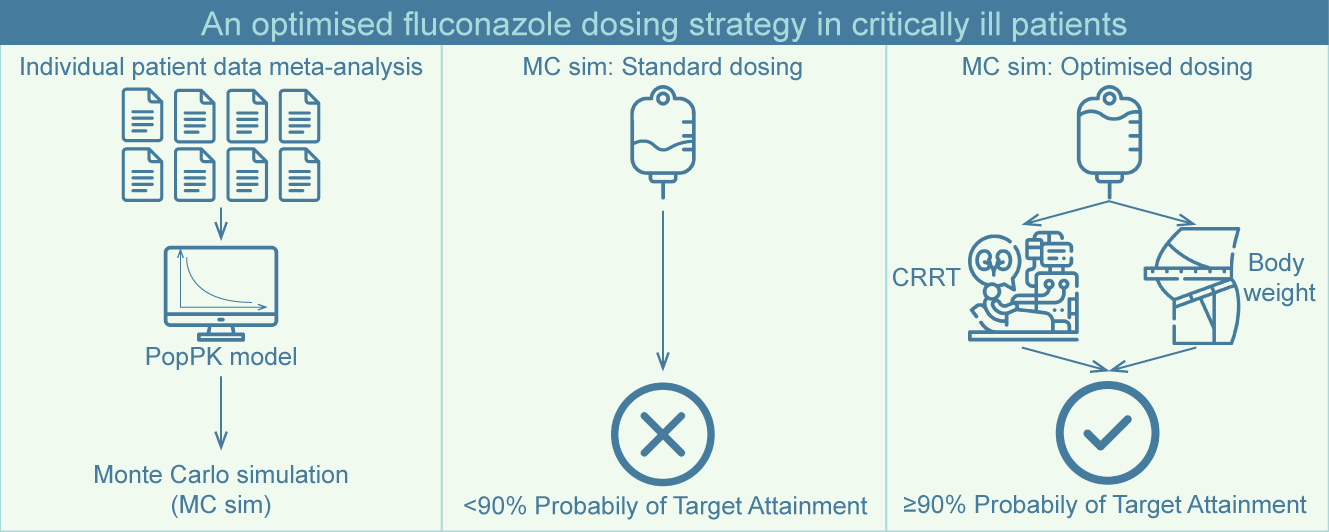 An optimised fluconazole dosing strategy in critically ill patients
Individual patient data meta-analysis
PopPK model
Monte Carlo simulation
(MC sim)
MC sim: Standard dosing
<90% Probabily of Target Attainment
MC sim: Optimised dosing
CRRT
Body
weight
≥90% Probabily of Target Attainment